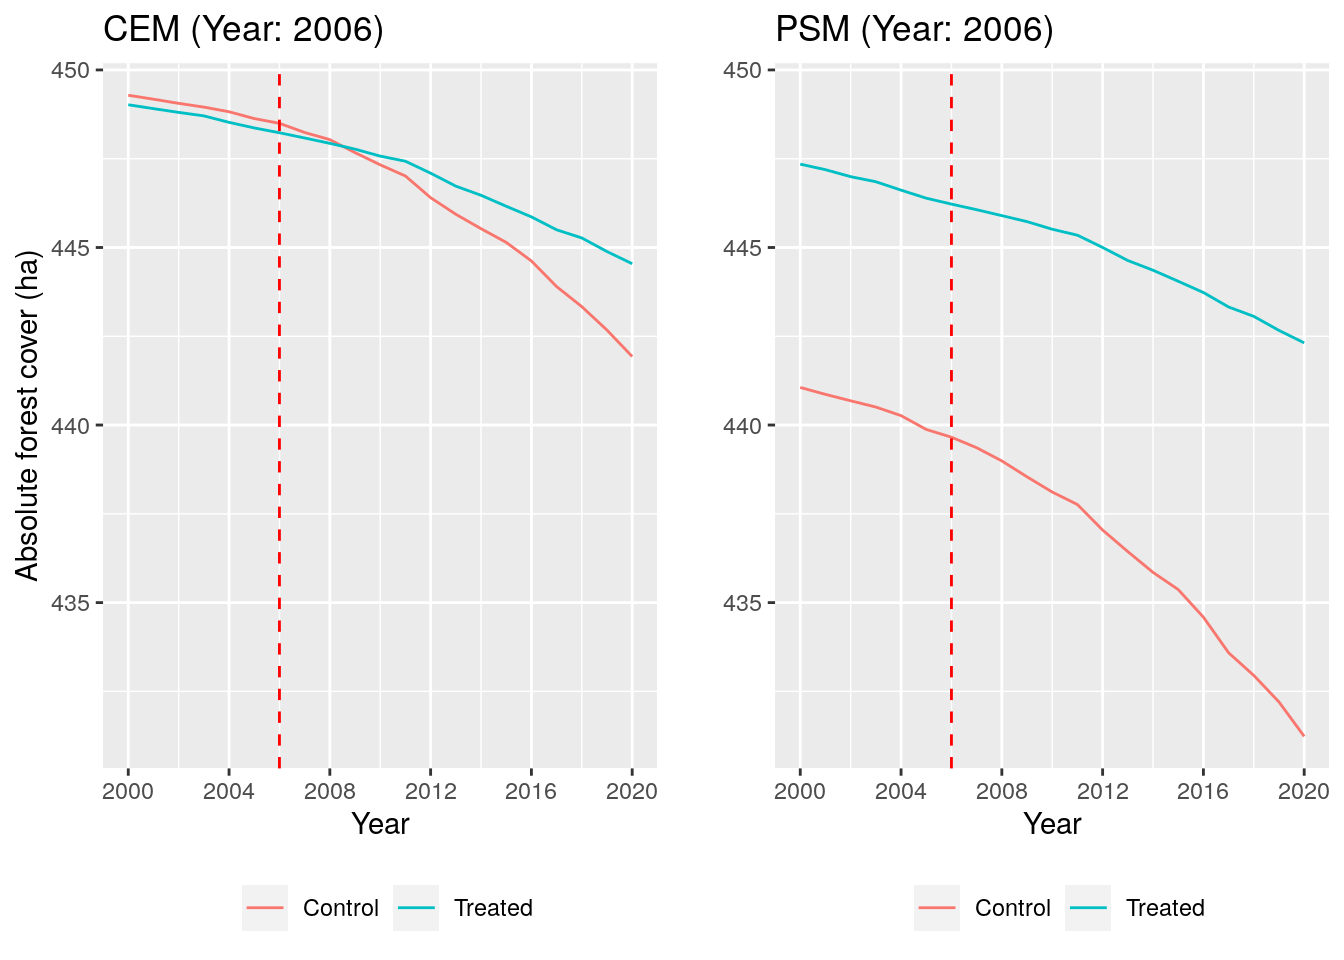 CEM (Year: 2006)
450
445
440
435
Absolute forest cover (ha)
2000 2004 2008 2012 2016 2020
Year
Control Treated
PSM (Year: 2006)
450
445
440
435
2000 2004 2008 2012 2016 2020
Year
Control Treated